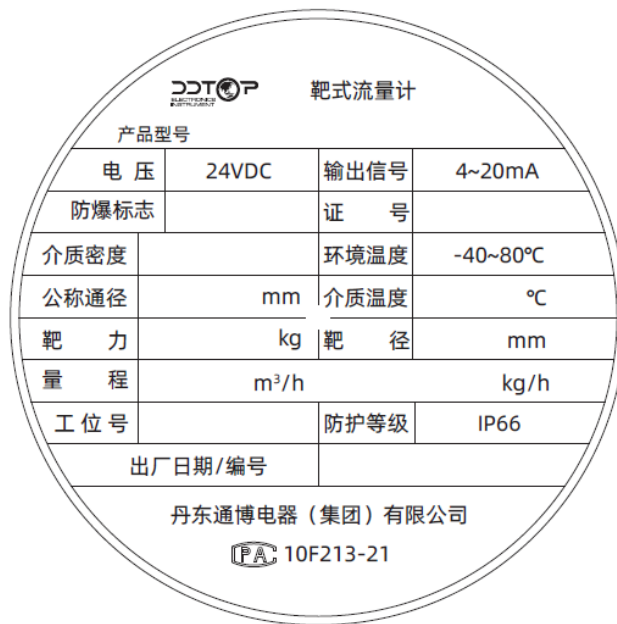 DDTOP 靶式流量计
ELECTRONICS
INSTRUMENT
产品型号
电 压 24VDC 输出信号 4~20mA
防爆标志 证 号
介质密度 环境温度 -40~80℃
公称通径 mm 介质温度 ℃
靶 力 kg 靶 径 mm
量 程 m³/h kg/h
工位号 防护等级 IP66
出厂日期/编号
丹东通博电器（集团）有限公司
CPA 10F213-21